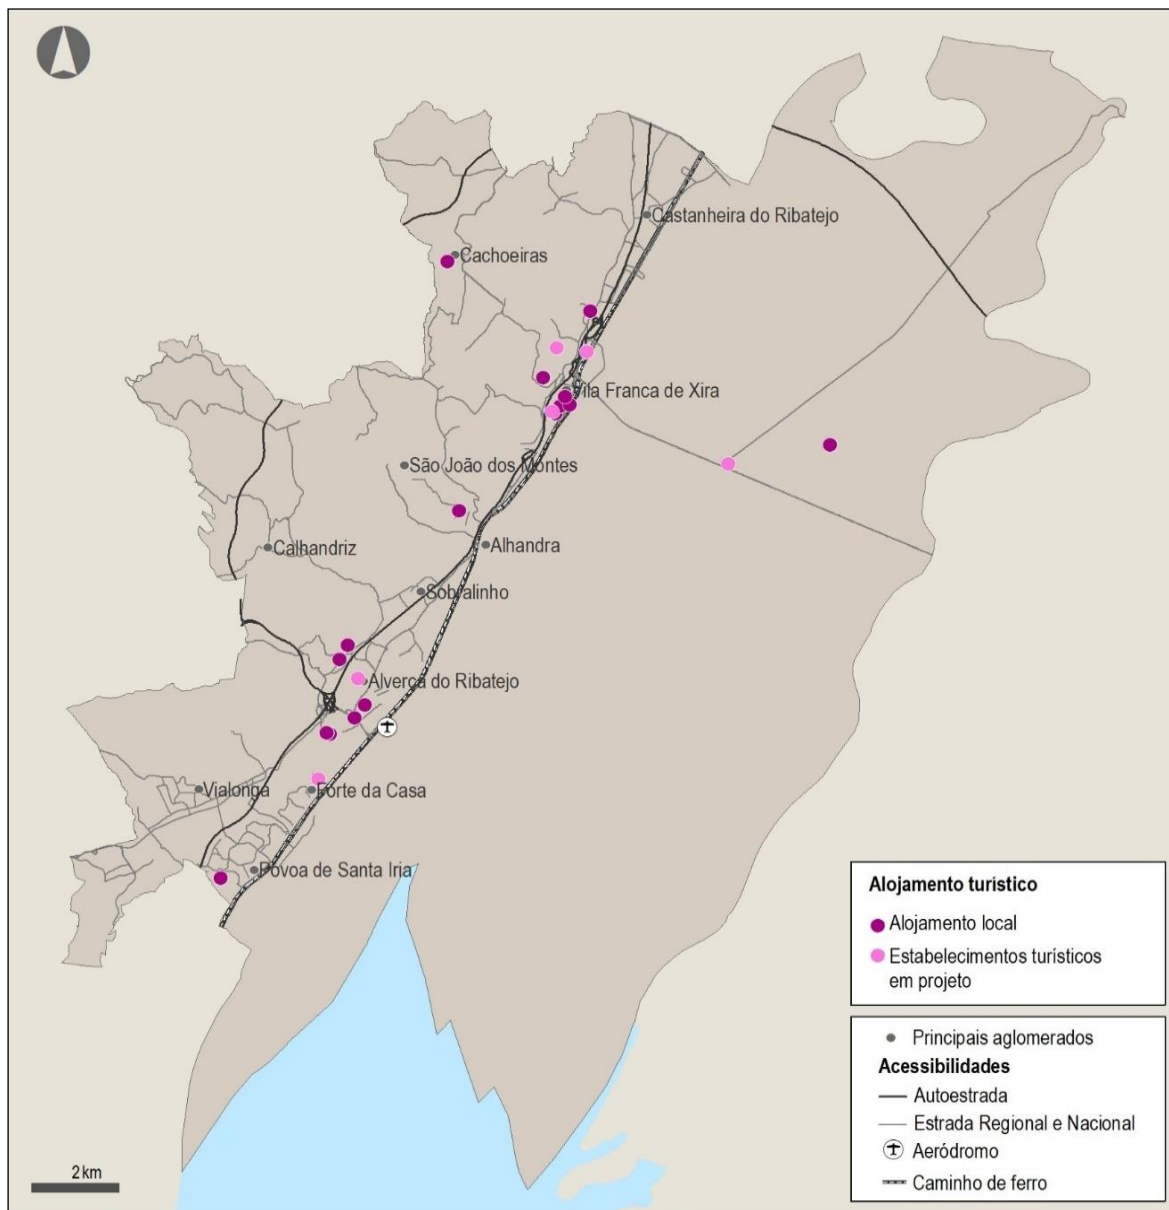 Castanheira do Ribatejo
Cachoeiras
Vila Franca de Xira
São João dos Montes
Calhandriz
Alhandra
Sobralinho
Alverca do Ribatejo
Vialonga
Forte da Casa
Póvoa de Santa Iria
Alojamento turístico
Alojamento local
Estabelecimentos turísticos
em projeto
Principais aglomerados
Acessibilidades
Autoestrada
Estrada Regional e Nacional
Aeródromo
Caminho de ferro
2 km